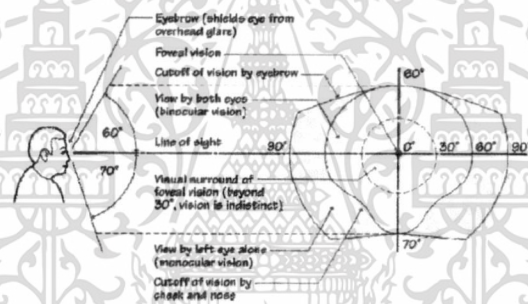 Eyebrow (shields eye from
overhead glare)
Foveal vision
Cutoff of vision by eyebrow
60°
View by both eyes
(binocular vision)
60°
Line of sight
90°
0°
30°
60°
90°
70°
Visual surround of
foveal vision (beyond
30°, vision is indistinct)
View by left eye alone
(monocular vision)
70°
Cutoff of vision by
cheek and nose